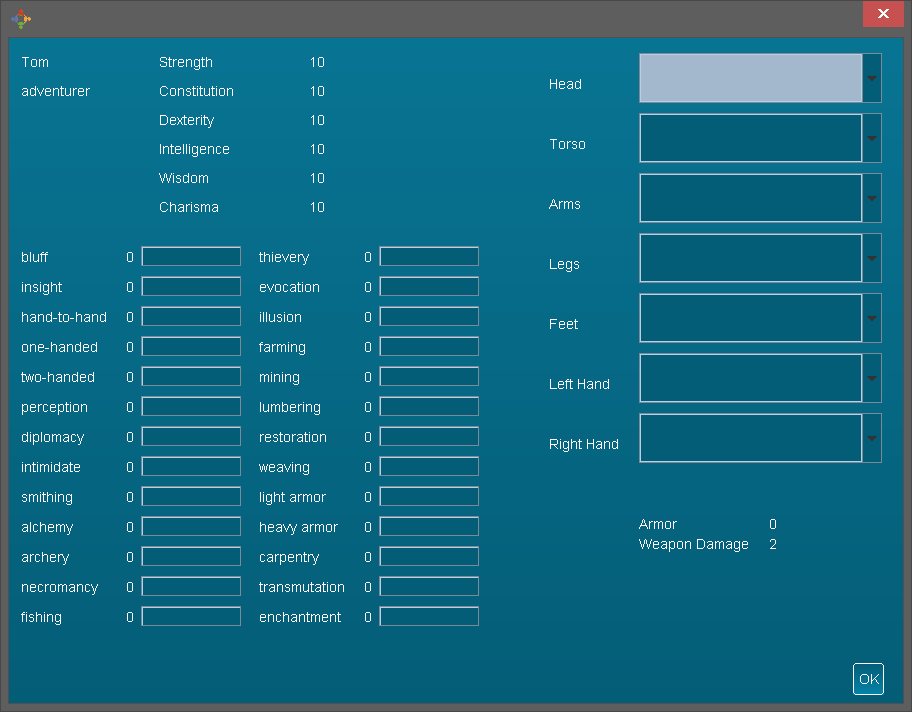 Tom Strength 10
adventurer Constitution 10
Dexterity 10
Intelligence 10
Wisdom 10
Charisma 10
bluff 0 thievery 0
insight 0 evocation 0
hand-to-hand 0 illusion 0
one-handed 0 farming 0
two-handed 0 mining 0
perception 0 lumbering 0
diplomacy 0 restoration 0
intimidate 0 weaving 0
smithing 0 light armor 0
alchemy 0 heavy armor 0
archery 0 carpentry 0
necromancy 0 transmutation 0
fishing 0 enchantment 0
Head
Torso
Arms
Legs
Feet
Left Hand
Right Hand
Armor 0
Weapon Damage 2
OK